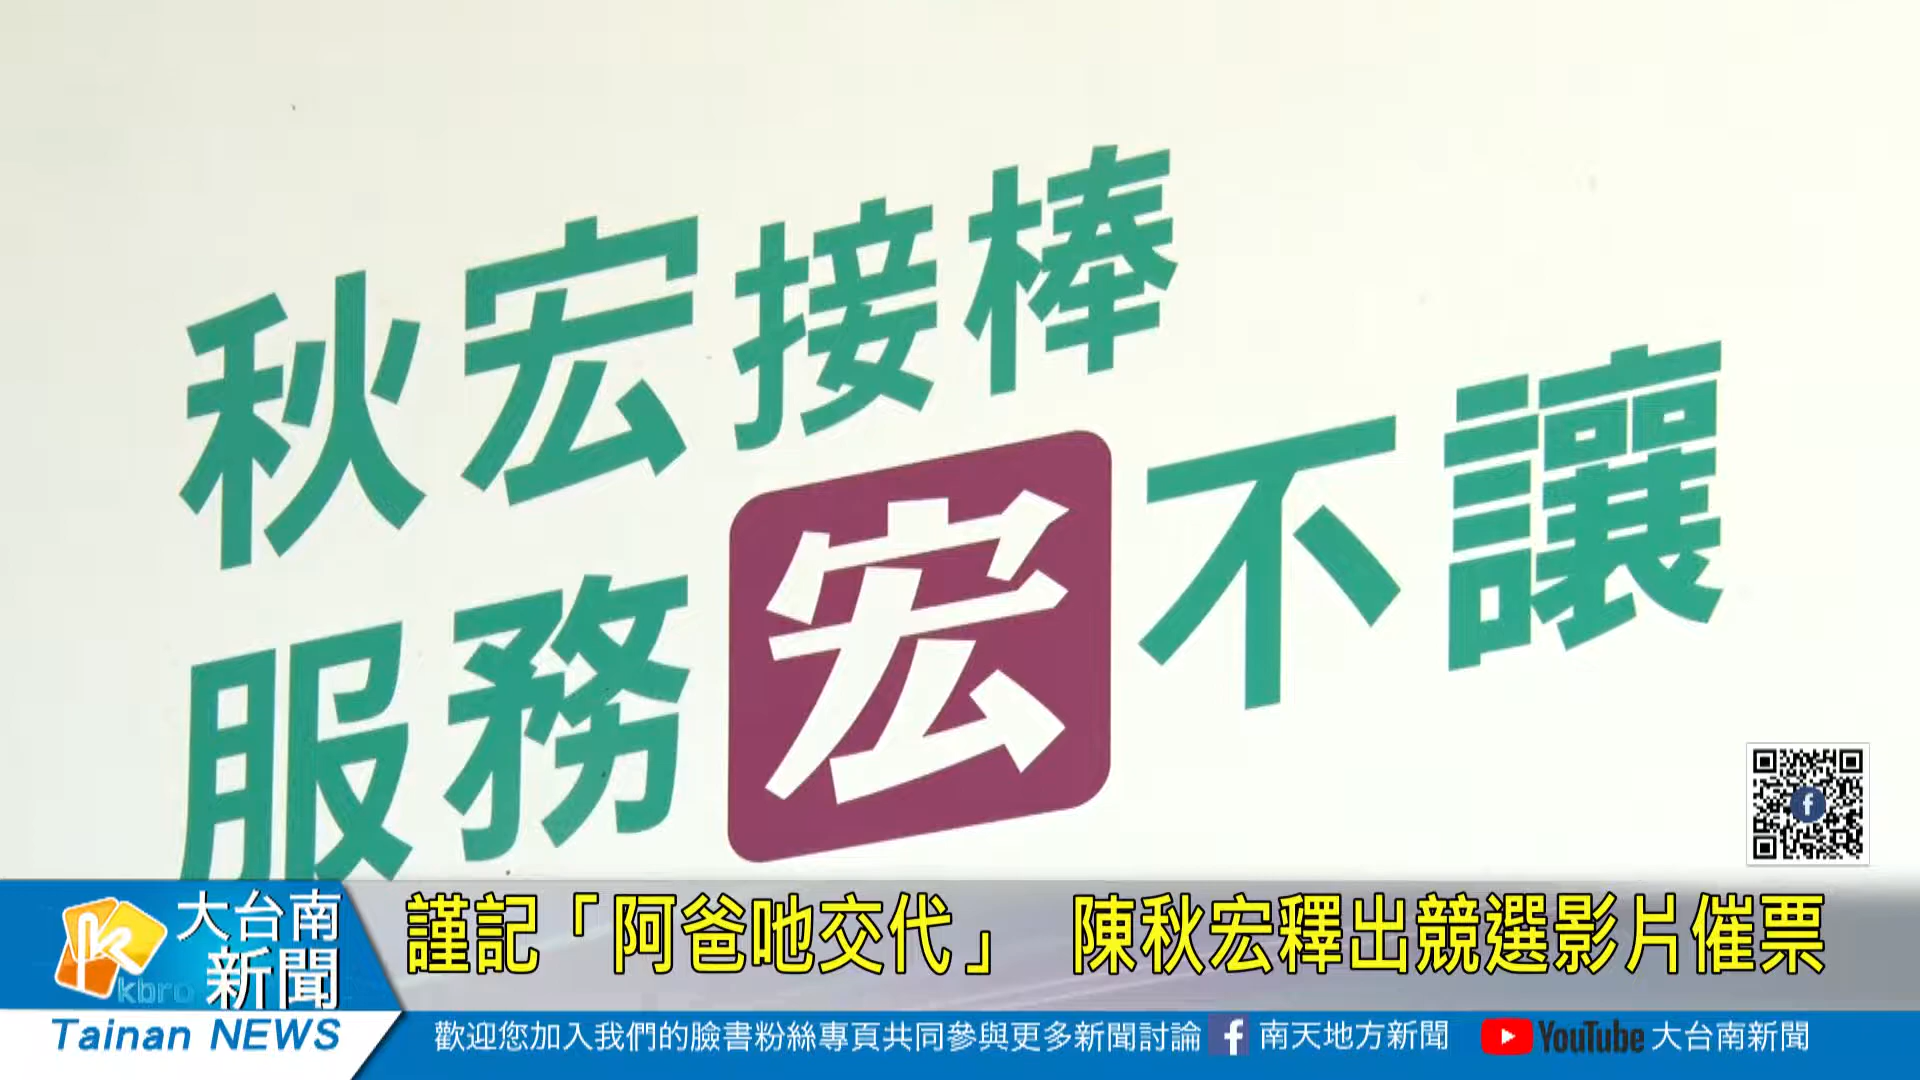 秋宏接棒
服務宏不讓
大台南
新聞
kbro
Tainan NEWS
謹記「阿爸吔交代」 陳秋宏釋出競選影片催票
歡迎您加入我們的臉書粉絲專頁共同參與更多新聞討論 f 南天地方新聞 YouTube 大台南新聞